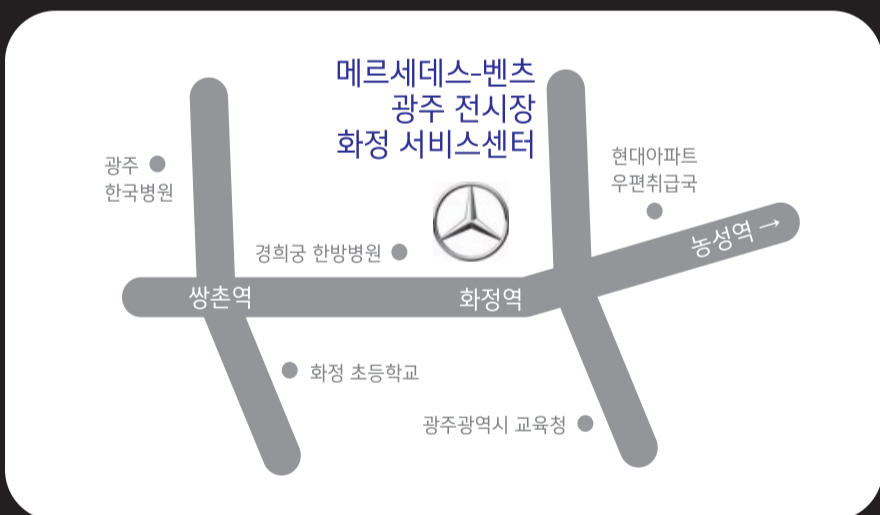 메르세데스-벤츠
광주 전시장
화정 서비스센터
광주
한국병원
현대아파트
우편취급국
경희궁 한방병원
농성역 →
쌍촌역
화정역
화정 초등학교
광주광역시 교육청